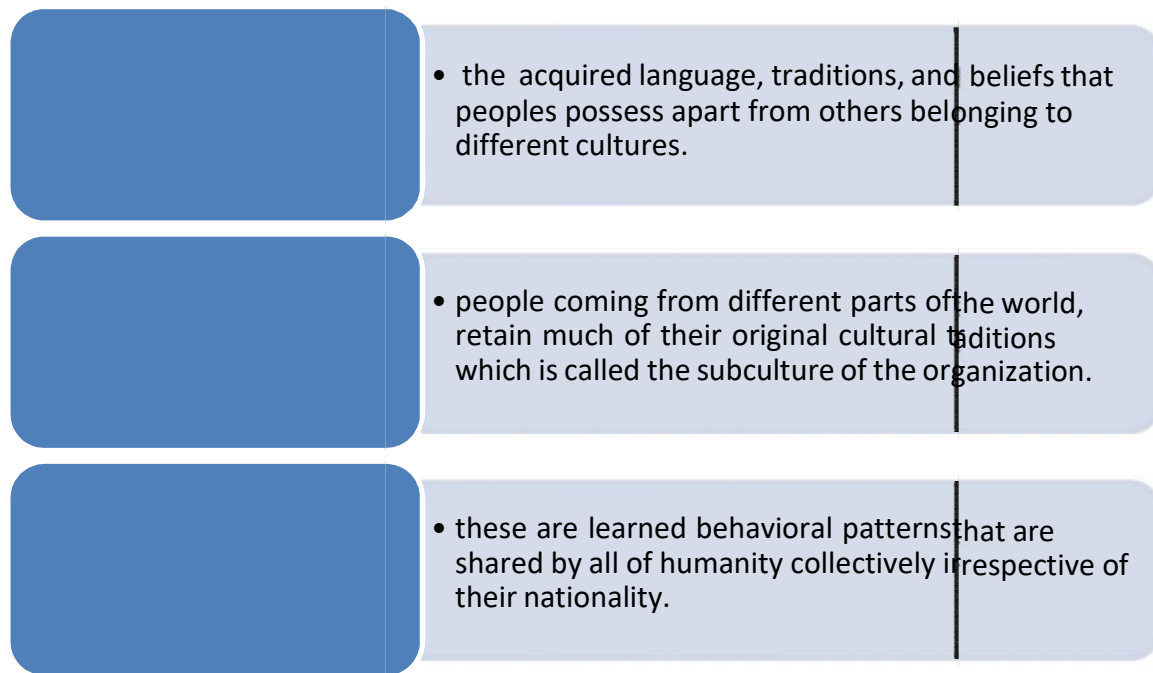 • the acquired language, traditions, and beliefs that
peoples possess apart from others belonging to
different cultures.
• people coming from different parts of the world,
retain much of their original cultural traditions
which is called the subculture of the organization.
• these are learned behavioral patterns that are
shared by all of humanity collectively irrespective of
their nationality.